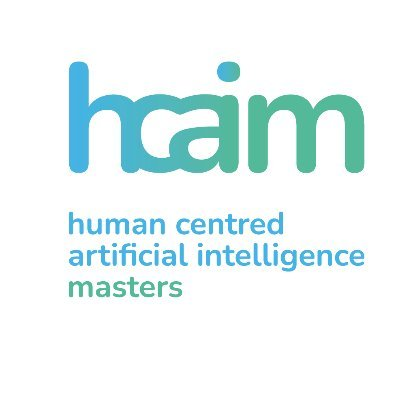 hcaim
human centred
artificial intelligence
masters